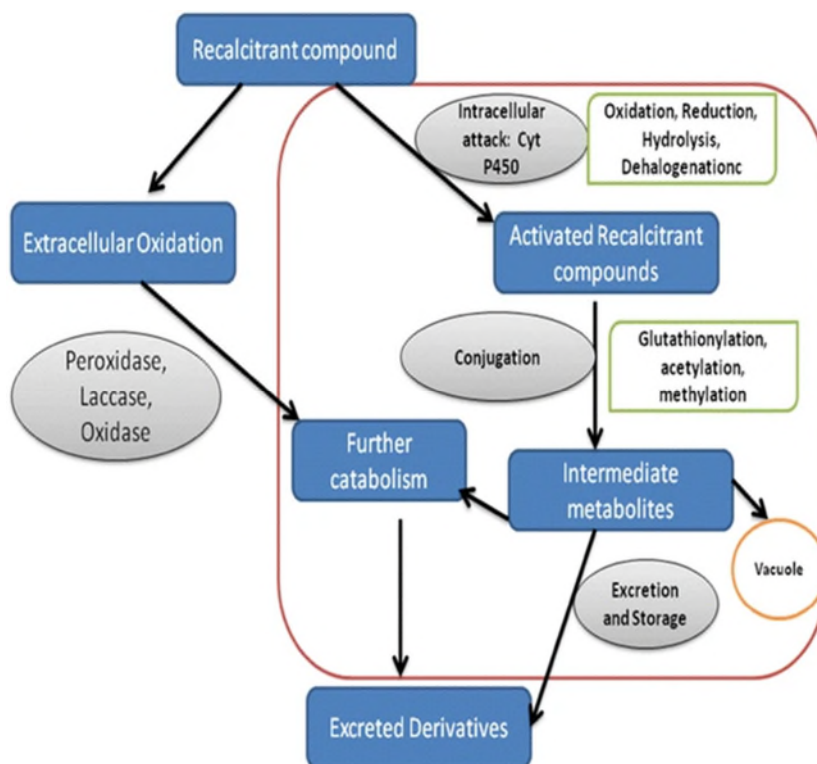 Recalcitrant compound
Intracellular
attack: Cyt
P450
Oxidation, Reduction,
Hydrolysis,
Dehalogenationc
Extracellular Oxidation
Activated Recalcitrant
compounds
Peroxidase,
Laccase,
Oxidase
Conjugation
Glutathionylation,
acetylation,
methylation
Further
catabolism
Intermediate
metabolites
Vacuole
Excretion
and Storage
Excreted Derivatives